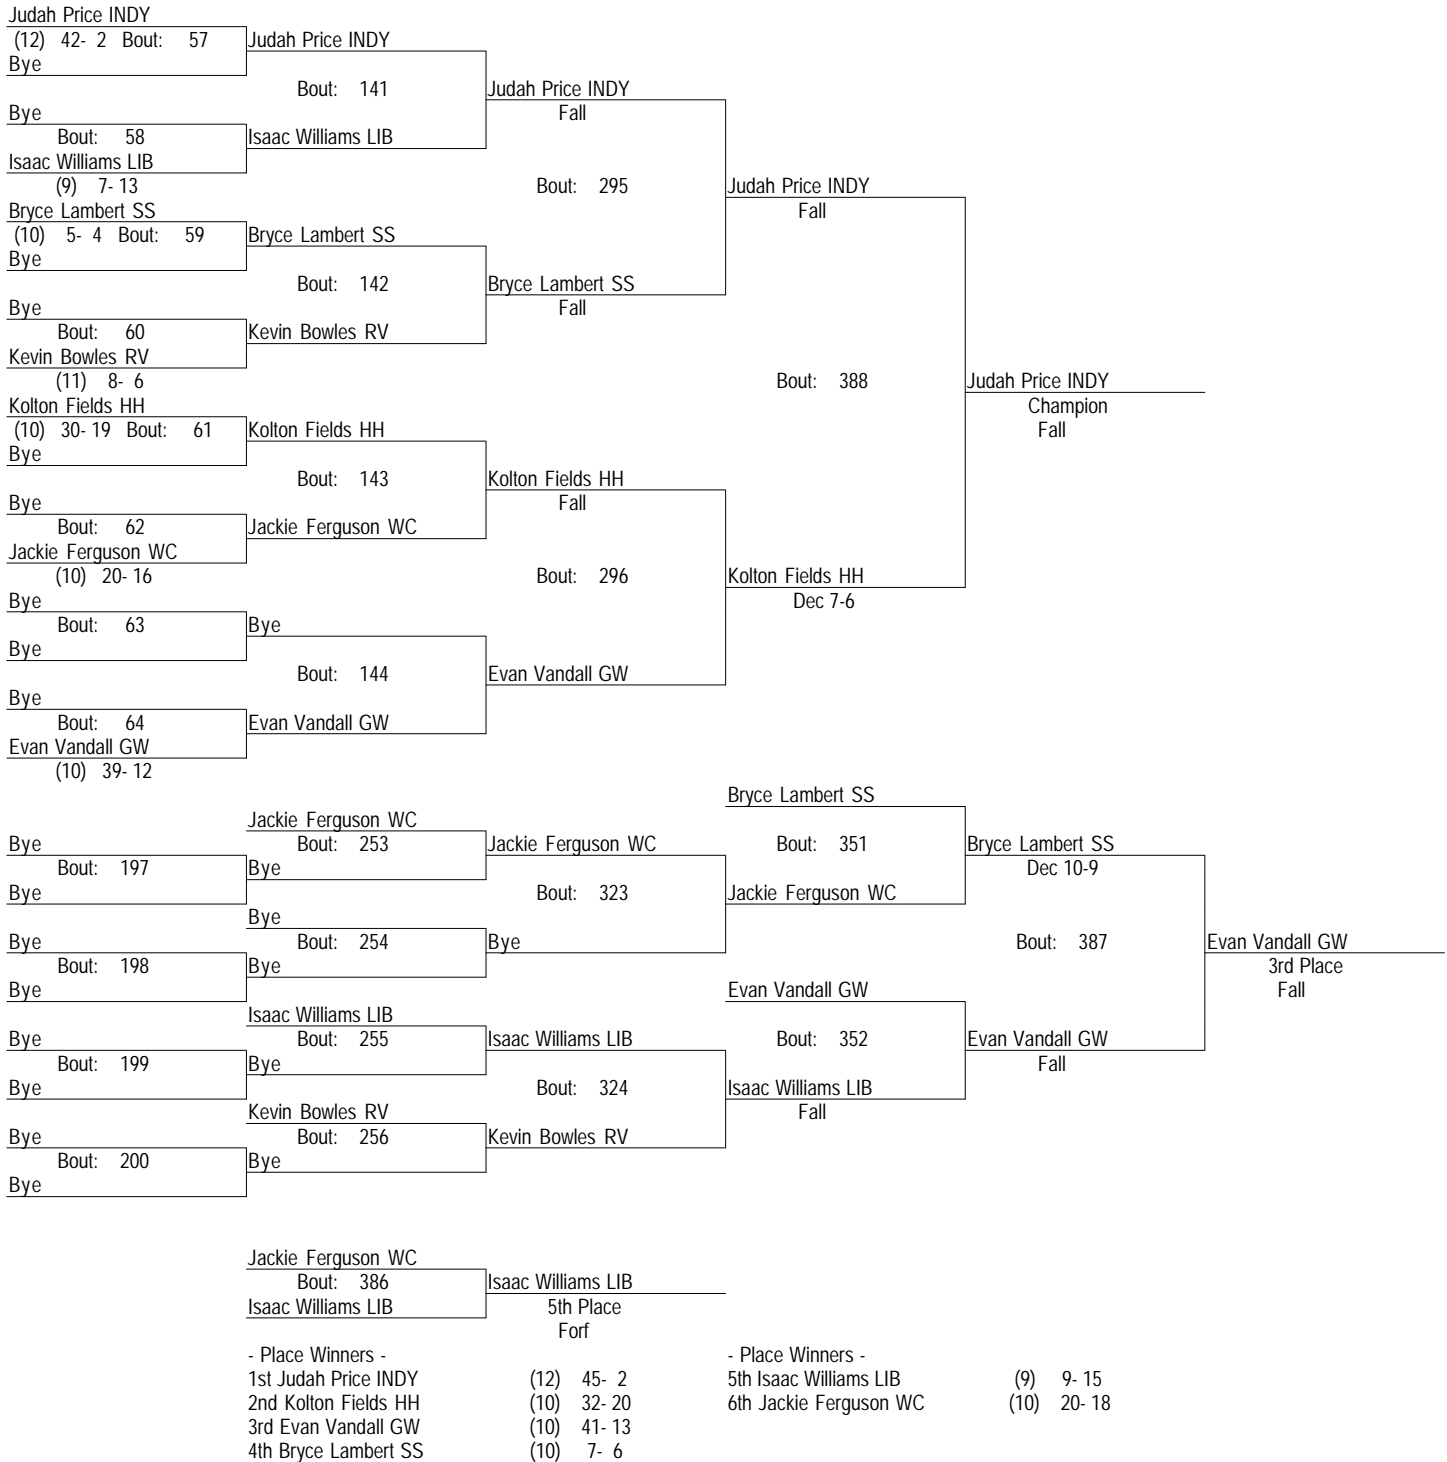 Judah Price INDY
(12) 42- 2 Bout: 57 Judah Price INDY
Bye
Bout: 141 Judah Price INDY
Bye Fall
Bout: 58 Isaac Williams LIB
Isaac Williams LIB
(9) 7- 13 Bout: 295 Judah Price INDY
Bryce Lambert SS Fall
(10) 5- 4 Bout: 59 Bryce Lambert SS
Bye
Bout: 142 Bryce Lambert SS
Bye Fall
Bout: 60 Kevin Bowles RV
Kevin Bowles RV
(11) 8- 6 Bout: 388 Judah Price INDY
Kolton Fields HH Champion
(10) 30- 19 Bout: 61 Kolton Fields HH Fall
Bye
Bout: 143 Kolton Fields HH
Bye Fall
Bout: 62 Jackie Ferguson WC
Jackie Ferguson WC
(10) 20- 16 Bout: 296 Kolton Fields HH
Bye Dec 7-6
Bout: 63 Bye
Bye
Bout: 144 Evan Vandall GW
Bye
Bout: 64 Evan Vandall GW
Evan Vandall GW
(10) 39- 12
Bryce Lambert SS
Jackie Ferguson WC
Bye Bout: 253 Jackie Ferguson WC Bout: 351 Bryce Lambert SS
Bout: 197 Bye Dec 10-9
Bye Bout: 323 Jackie Ferguson WC
Bye
Bye Bout: 254 Bye Bout: 387 Evan Vandall GW
Bout: 198 Bye 3rd Place
Bye Evan Vandall GW Fall
Isaac Williams LIB
Bye Bout: 255 Isaac Williams LIB Bout: 352 Evan Vandall GW
Bout: 199 Bye Fall
Bye Bout: 324 Isaac Williams LIB
Kevin Bowles RV Fall
Bye Bout: 256 Kevin Bowles RV
Bout: 200 Bye
Bye
Jackie Ferguson WC
Bout: 386 Isaac Williams LIB
Isaac Williams LIB 5th Place
Forf
- Place Winners - - Place Winners -
1st Judah Price INDY (12) 45- 2 5th Isaac Williams LIB (9) 9- 15
2nd Kolton Fields HH (10) 32- 20 6th Jackie Ferguson WC (10) 20- 18
3rd Evan Vandall GW (10) 41- 13
4th Bryce Lambert SS (10) 7- 6